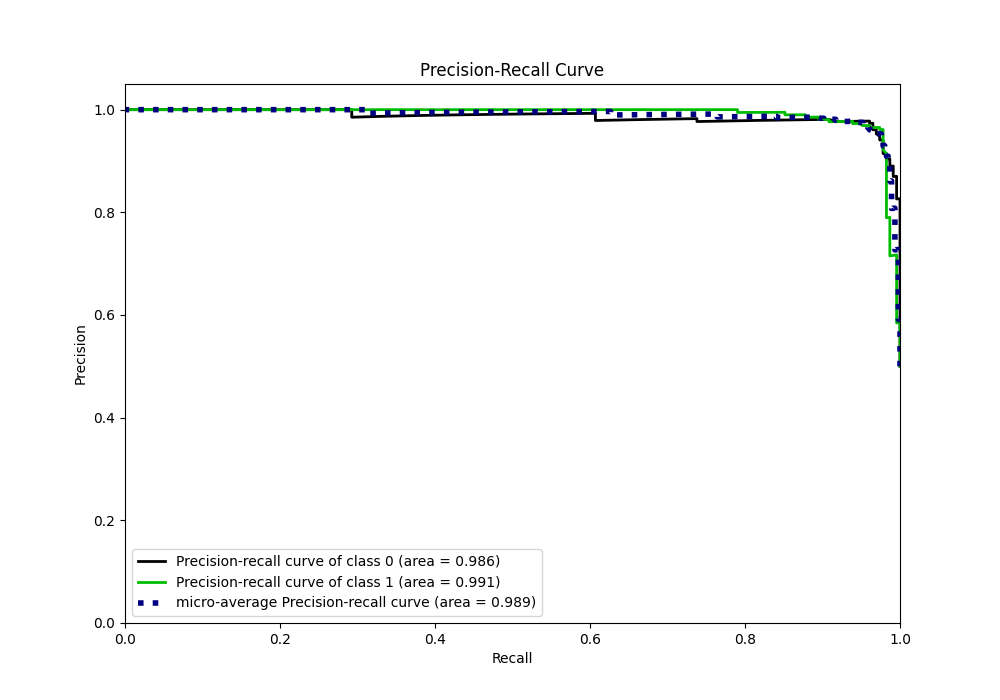 Precision-Recall Curve
1.0
0.8
0.6
0.4
0.2
0.0
Precision
Precision-recall curve of class 0 (area = 0.986)
Precision-recall curve of class 1 (area = 0.991)
micro-average Precision-recall curve (area = 0.989)
0.0 0.2 0.4 0.6 0.8 1.0
Recall